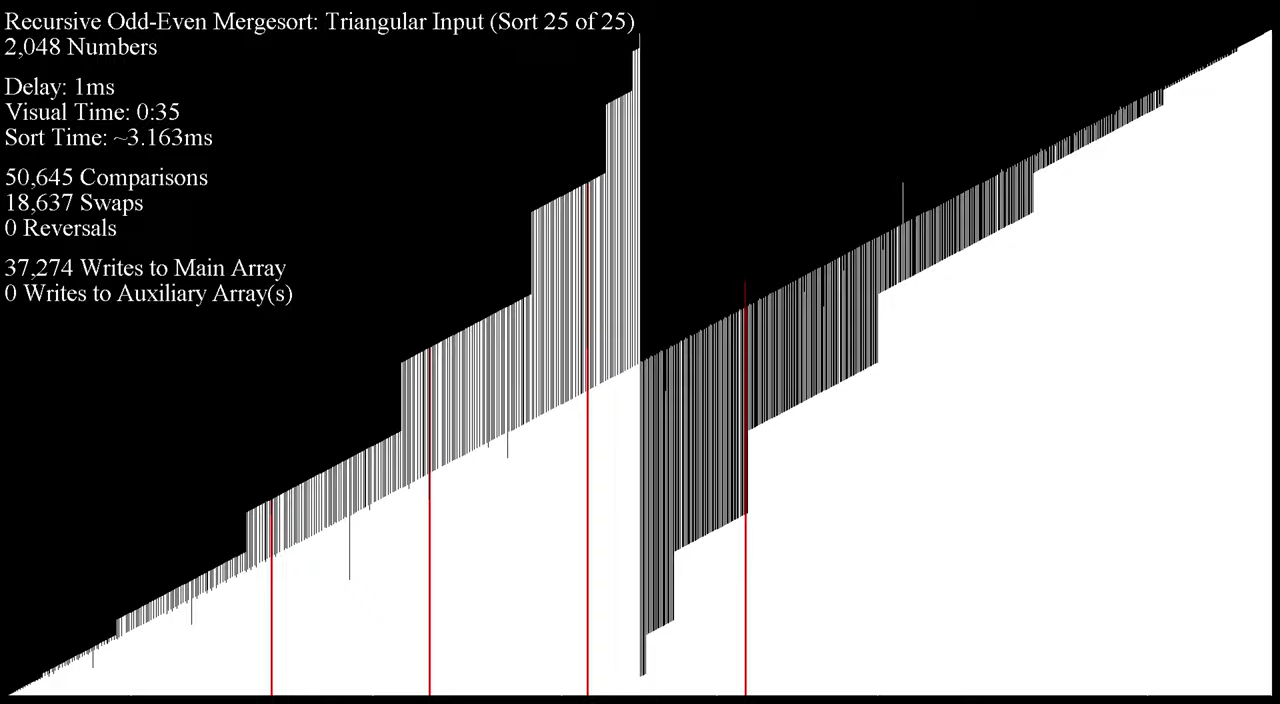 Recursive Odd-Even Mergesort: Triangular Input (Sort 25 of 25)
2,048 Numbers
Delay: 1ms
Visual Time: 0:35
Sort Time: ~3.163ms
50,645 Comparisons
18,637 Swaps
0 Reversals
37,274 Writes to Main Array
0 Writes to Auxiliary Array(s)